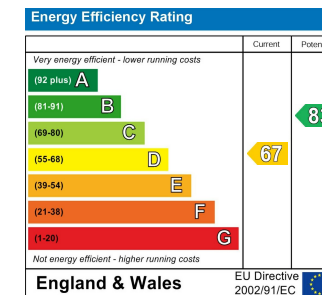 Energy Efficiency Rating
Current
Very energy efficient - lower running costs
(92 plus) A
(81-91) B
(69-80) C
(55-68) D
67
(39-54) E
(21-38) F
(1-20) G
Not energy efficient - higher running costs
England & Wales
EU Directive
2002/91/EC